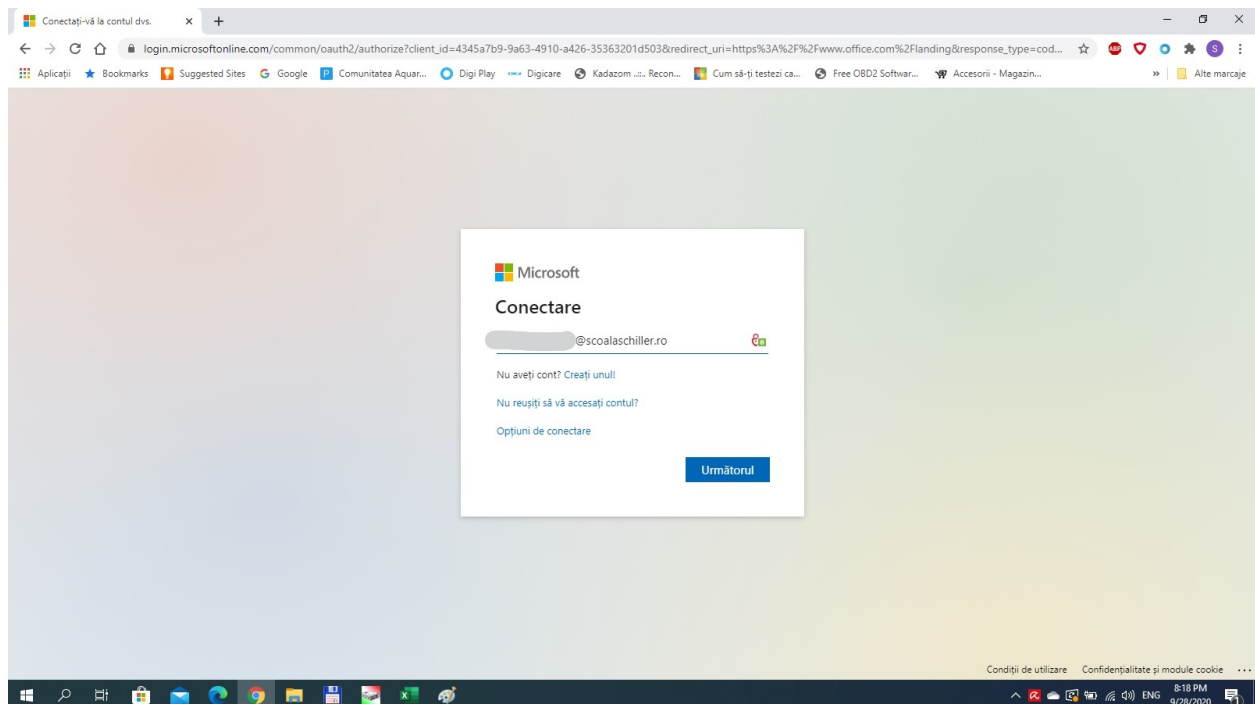 Conectați-vă la contul dvs.
login.microsoftonline.com/common/oauth2/authorize?client_id=4345a7b9-9a63-4910-a426-35363201d503&redirect_uri=https%3A%2F%2Fwww.office.com%2Flanding&response_type=cod...
ABP
S
Aplicații Bookmarks Suggested Sites Google Comunitatea Aquar... Digi Play Digicare Kadazom ..::.. Recon... Cum să-ți testezi ca... Free OBD2 Softwar... Accesorii - Magazin... » Alte marcaje
Microsoft
Conectare
@scoalaschiller.ro
Nu aveți cont? Creați unul!
Nu reușiți să vă accesați contul?
Opțiuni de conectare
Următorul
Condiții de utilizare Confidențialitate și module cookie ...
ENG 8:18 PM
9/28/2020